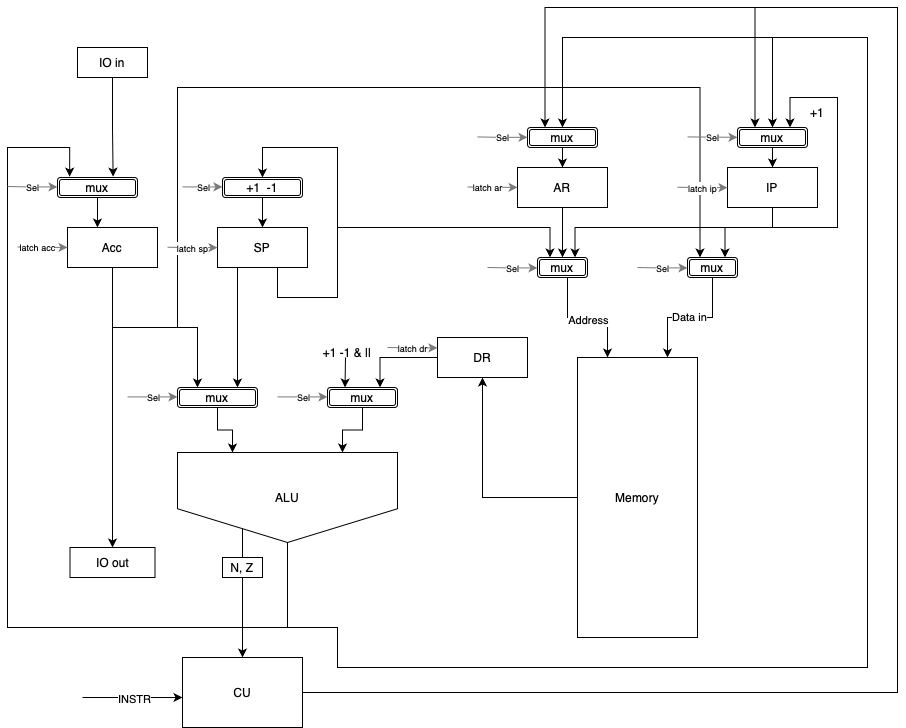 IO in
+1
Sel
mux
Sel
mux
Sel
mux
Sel
+1 -1
latch ar
AR
latch ip
IP
latch acc
Acc
latch sp
SP
Sel
mux
Sel
mux
Address
Data in
+1 -1 & II
latch dr
DR
Sel
mux
Sel
mux
ALU
Memory
IO out
N, Z
INSTR
CU